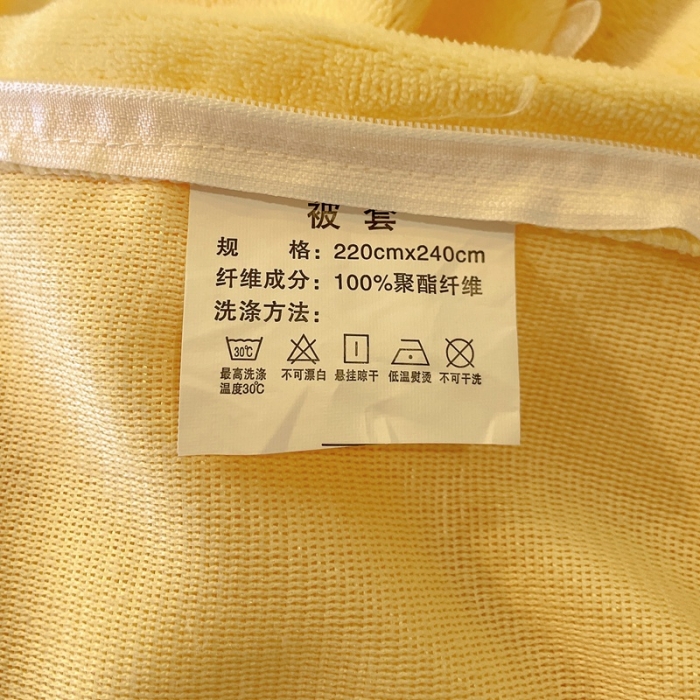 被 套
规 格：220cmx240cm
纤维成分：100%聚酯纤维
洗涤方法：
30℃
最高洗涤 不可漂白 悬挂晾干 低温熨烫 不可干洗
温度30℃